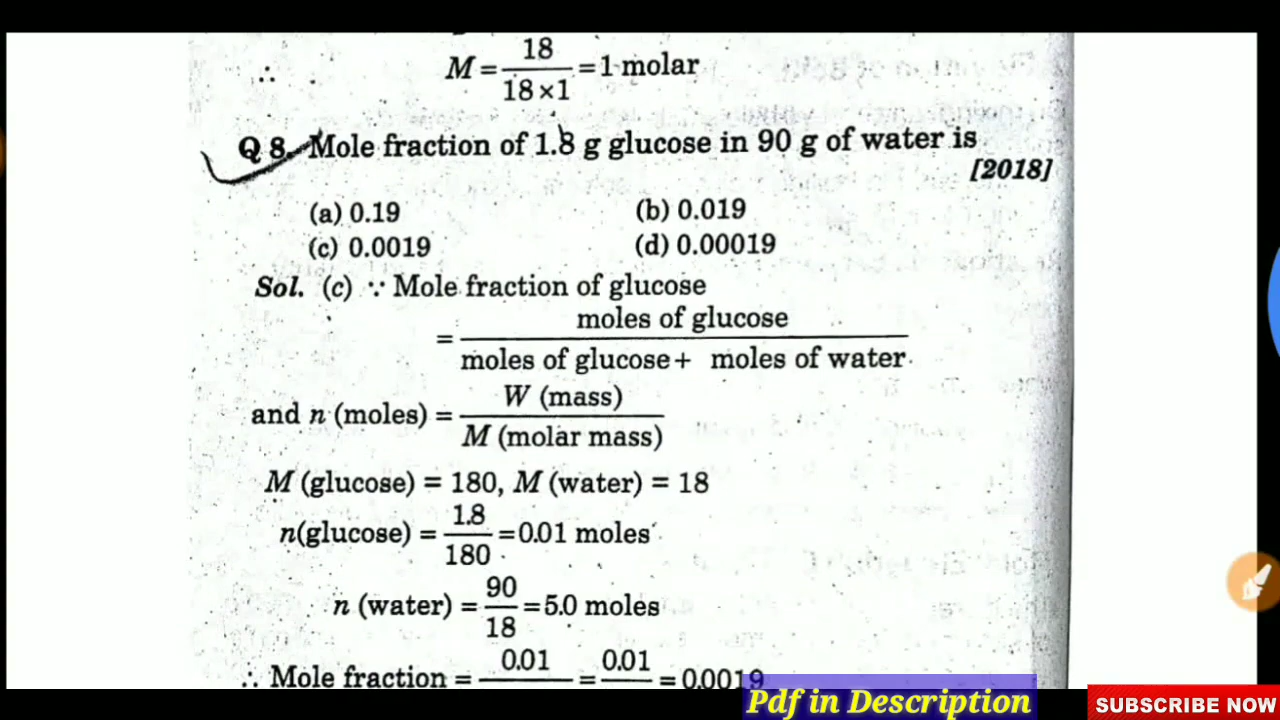 ∴ M = 18 / 18 × 1 = 1 molar
Q 8. Mole fraction of 1.8 g glucose in 90 g of water is
[2018]
(a) 0.19 (b) 0.019
(c) 0.0019 (d) 0.00019
Sol. (c) ∵ Mole fraction of glucose
= moles of glucose / moles of glucose + moles of water
and n (moles) = W (mass) / M (molar mass)
M (glucose) = 180, M (water) = 18
n(glucose) = 1.8 / 180 = 0.01 moles
n (water) = 90 / 18 = 5.0 moles
∴ Mole fraction = 0.01 = 0.01 = 0.0019
Pdf in Description
SUBSCRIBE NOW